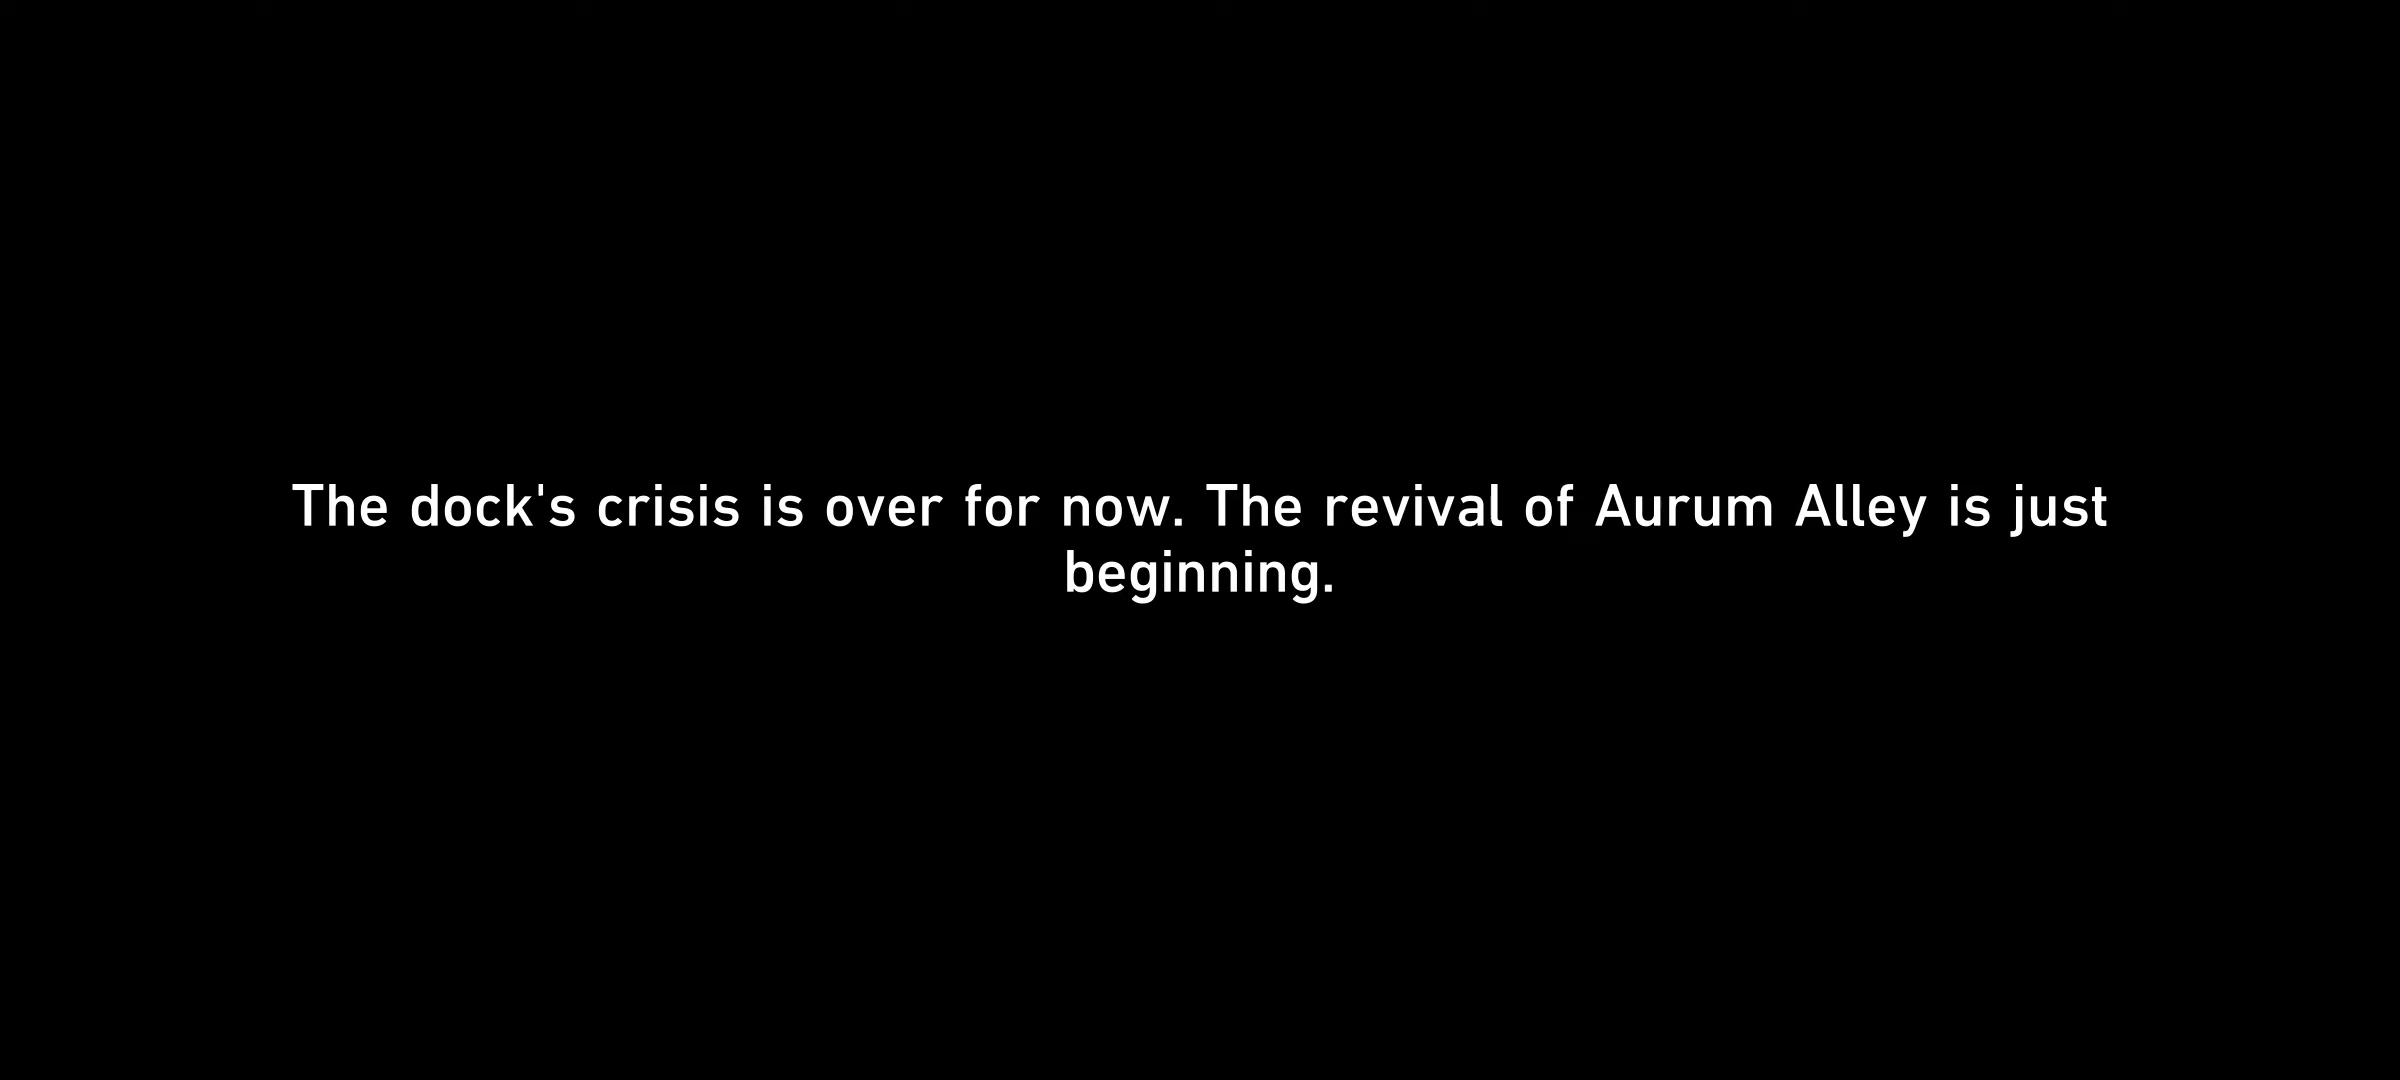 The dock's crisis is over for now. The revival of Aurum Alley is just
beginning.